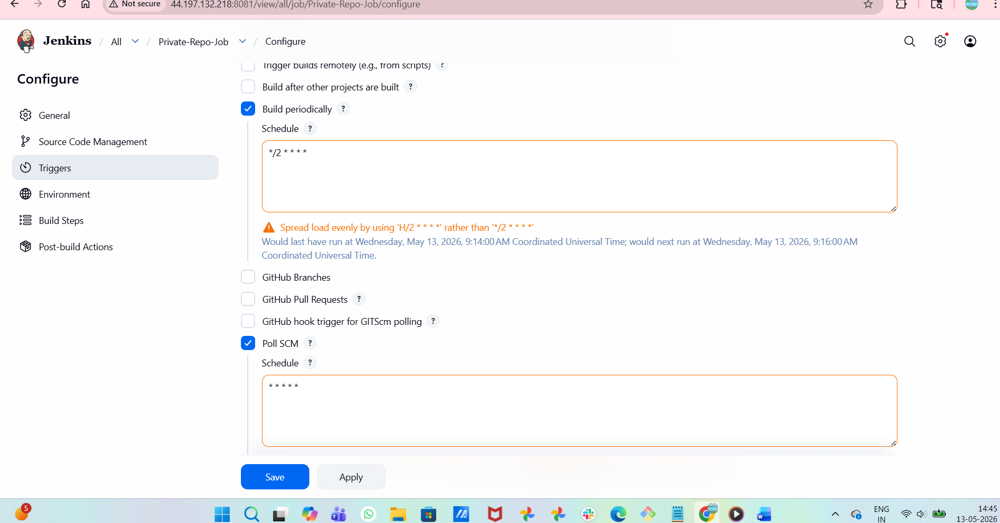 Not secure
44.197.132.218:8081/view/all/job/Private-Repo-Job/configure
Jenkins / All / Private-Repo-Job / Configure
Configure
General
Source Code Management
Triggers
Environment
Build Steps
Post-build Actions
Trigger builds remotely (e.g., from scripts) ?
Build after other projects are built ?
Build periodically ?
Schedule ?
*/2 * * * *
Spread load evenly by using ‘H/2 * * * *’ rather than ‘*/2 * * * *’
Would last have run at Wednesday, May 13, 2026, 9:14:00 AM Coordinated Universal Time; would next run at Wednesday, May 13, 2026, 9:16:00 AM
Coordinated Universal Time.
GitHub Branches
GitHub Pull Requests ?
GitHub hook trigger for GITScm polling ?
Poll SCM ?
Schedule ?
* * * * *
Save
Apply
5
ENG
IN
14:45
13-05-2026